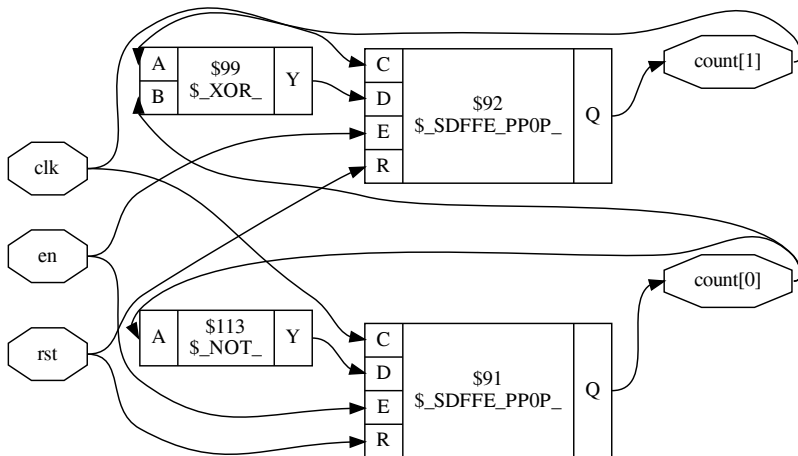 A
B
$99
$_XOR_
Y
C
D
E
R
$92
$_SDFFE_PP0P_
Q
count[1]
clk
en
rst
A
$113
$_NOT_
Y
C
D
E
R
$91
$_SDFFE_PP0P_
Q
count[0]